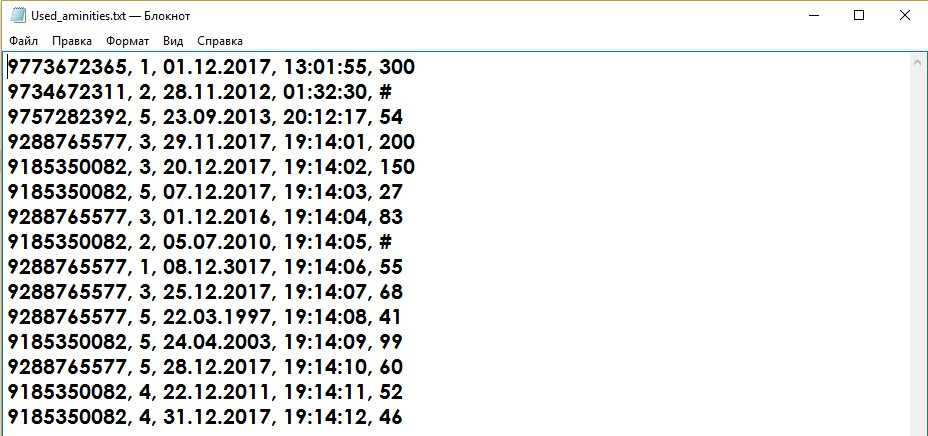 Used_aminities.txt — Блокнот
Файл Правка Формат Вид Справка
9773672365, 1, 01.12.2017, 13:01:55, 300
9734672311, 2, 28.11.2012, 01:32:30, #
9757282392, 5, 23.09.2013, 20:12:17, 54
9288765577, 3, 29.11.2017, 19:14:01, 200
9185350082, 3, 20.12.2017, 19:14:02, 150
9185350082, 5, 07.12.2017, 19:14:03, 27
9288765577, 3, 01.12.2016, 19:14:04, 83
9185350082, 2, 05.07.2010, 19:14:05, #
9288765577, 1, 08.12.3017, 19:14:06, 55
9288765577, 3, 25.12.2017, 19:14:07, 68
9288765577, 5, 22.03.1997, 19:14:08, 41
9185350082, 5, 24.04.2003, 19:14:09, 99
9288765577, 5, 28.12.2017, 19:14:10, 60
9185350082, 4, 22.12.2011, 19:14:11, 52
9185350082, 4, 31.12.2017, 19:14:12, 46